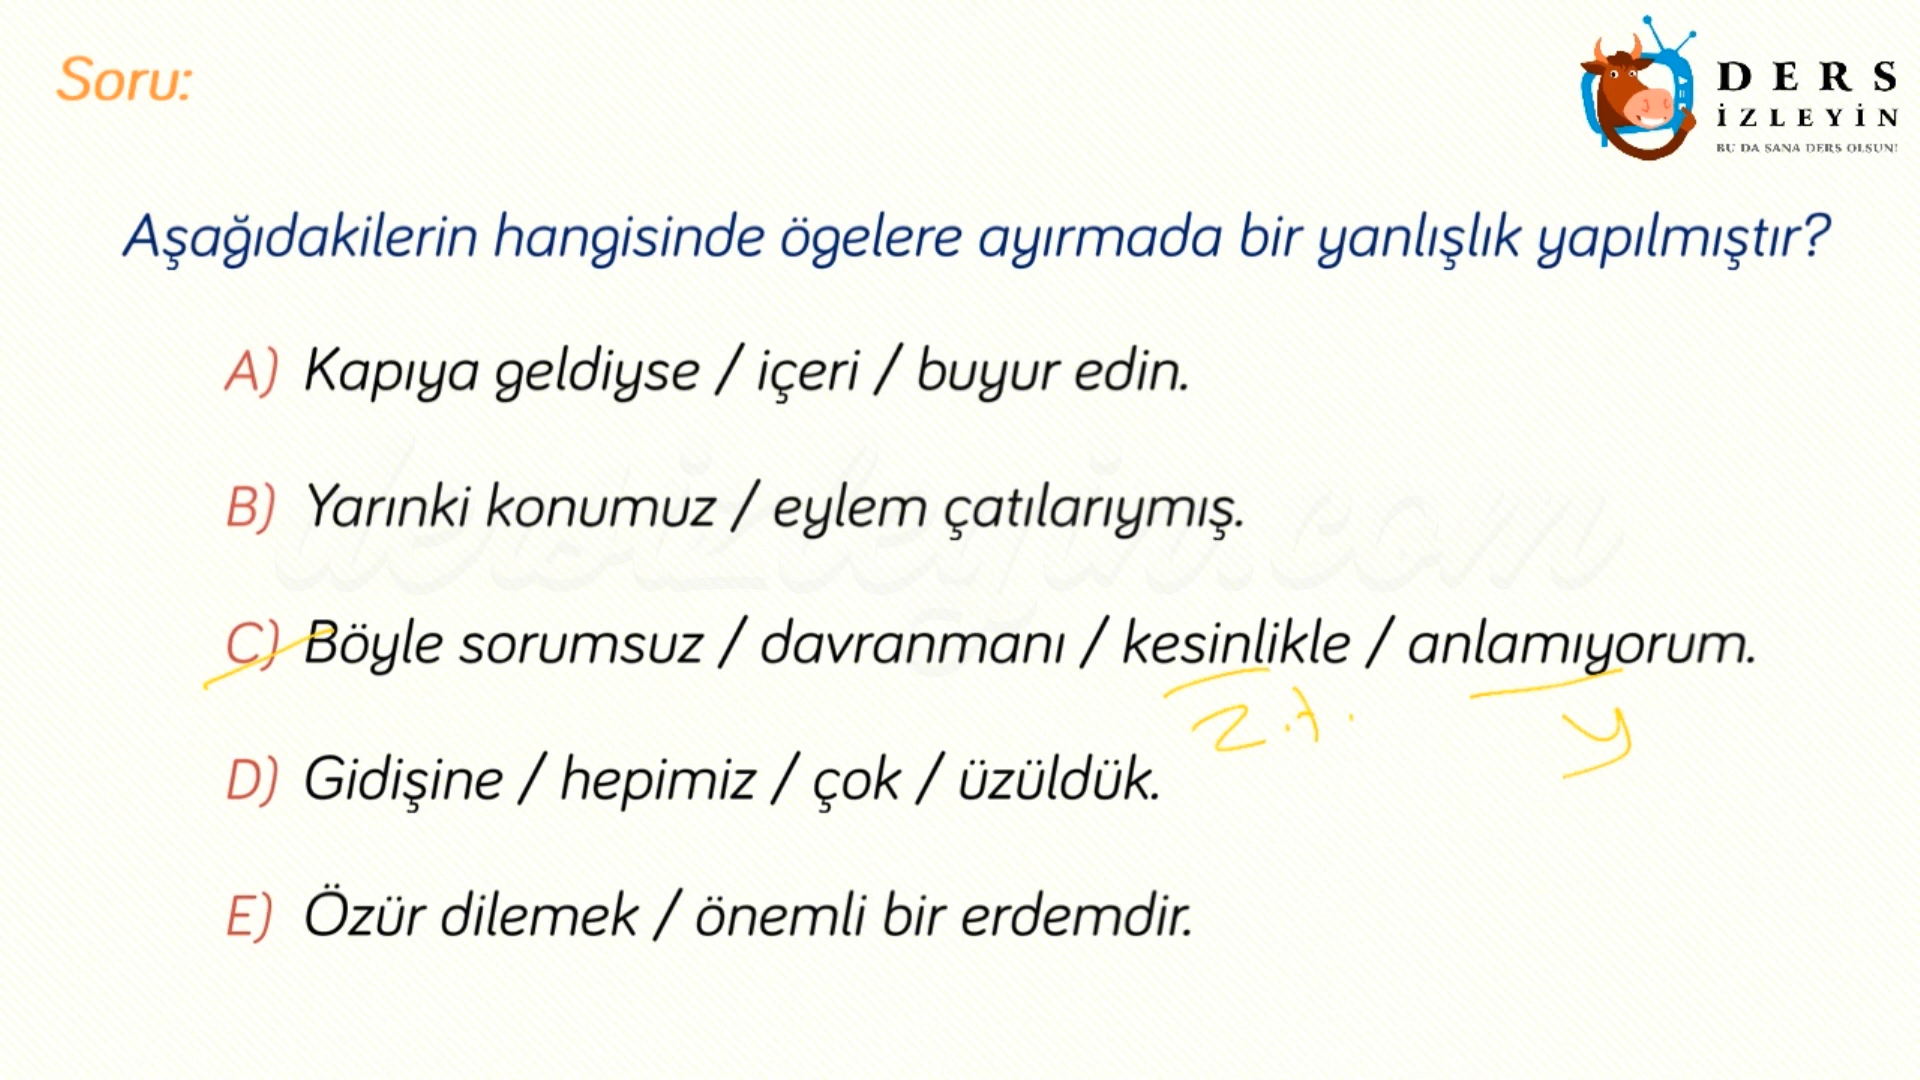 Soru:
DERS
İZLEYİN
BU DA SANA DERS OLSUN!
Aşağıdakilerin hangisinde ögelere ayırmada bir yanlışlık yapılmıştır?
A) Kapıya geldiyse / içeri / buyur edin.
B) Yarınki konumuz / eylem çatılarıymış.
C) Böyle sorumsuz / davranmanı / kesinlikle / anlamıyorum.
z.t. y
D) Gidişine / hepimiz / çok / üzüldük.
E) Özür dilemek / önemli bir erdemdir.